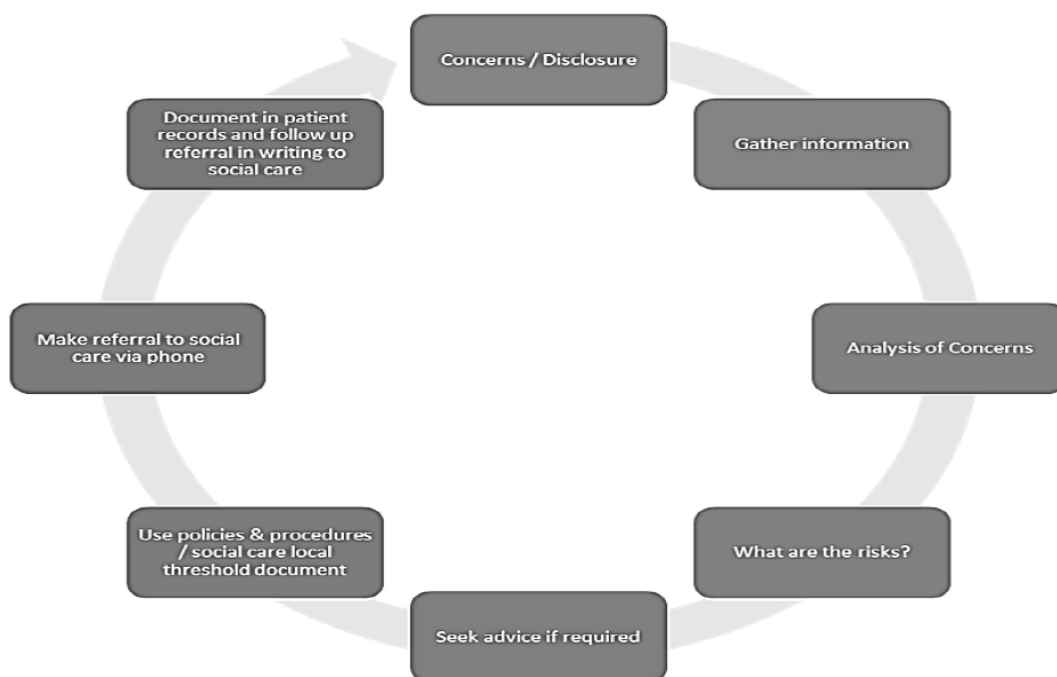 Concerns / Disclosure
Gather information
Analysis of Concerns
What are the risks?
Seek advice if required
Use policies & procedures
/ social care local
threshold document
Make referral to social
care via phone
Document in patient
records and follow up
referral in writing to
social care